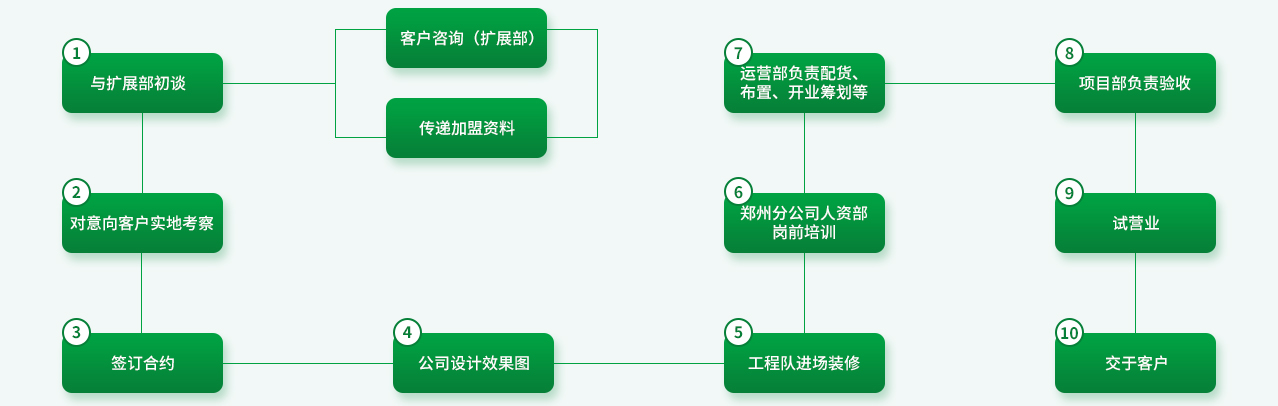 1
与扩展部初谈
客户咨询（扩展部）
传递加盟资料
2
对意向客户实地考察
3
签订合约
4
公司设计效果图
5
工程队进场装修
6
郑州分公司人资部
岗前培训
7
运营部负责配货、
布置、开业筹划等
8
项目部负责验收
9
试营业
10
交于客户